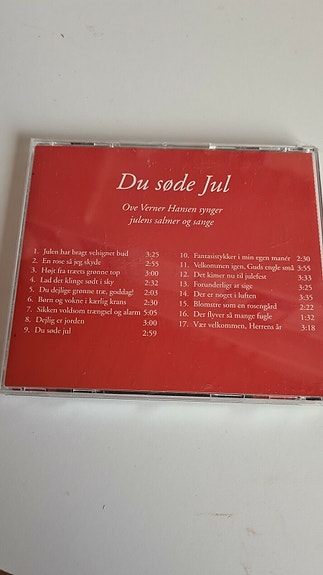 Du søde Jul
Ove Verner Hansen synger
julens salmer og sange
1. Julen har bragt velsignet bud 3:25
2. En rose så jeg skyde 2:55
3. Højt fra træets grønne top 3:00
4. Lad der klinge sødt i sky 2:32
5. Du dejlige grønne træ, goddag! 2:03
6. Børn og voksne i kærlig krans 2:30
7. Sikken voldsom trængsel og alarm 5:05
8. Dejlig er jorden 3:00
9. Du søde jul 2:59
10. Fantasistykker i min egen manér 2:30
11. Velkommen igen, Guds engle små 3:55
12. Det kimer nu til julefest 3:33
13. Forunderligt at sige 3:25
14. Der er noget i luften 3:35
15. Blomstre som en rosengård 2:22
16. Der flyver så mange fugle 1:32
17. Vær velkommen, Herrens år 3:18